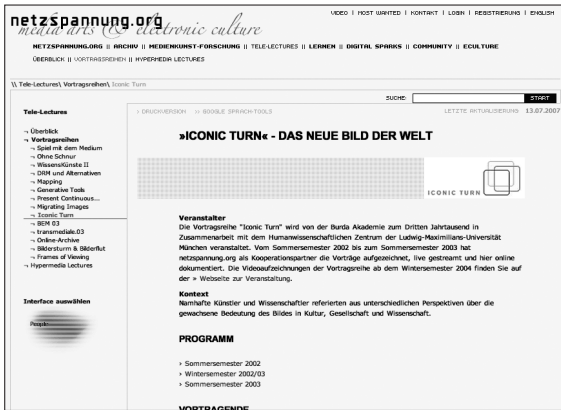 netzspannung.org
media arts & electronic culture
VIDEO | MOST WANTED | KONTAKT | LOGIN | REGISTRIERUNG | ENGLISH
NETZSPANNUNG.ORG || ARCHIV || MEDIENKUNST-FORSCHUNG || TELE-LECTURES || LERNEN || DIGITAL SPARKS || COMMUNITY || ECULTURE
ÜBERBLICK || VORTRAGSREIHEN || HYPERMEDIA LECTURES
\\ Tele-Lectures\ Vortragsreihen\ Iconic Turn
SUCHE: START
Tele-Lectures
¬ Überblick
¬ Vortragsreihen
¬ Spiel mit dem Medium
¬ Ohne Schnur
¬ WissensKünste II
¬ DRM und Alternativen
¬ Mapping
¬ Generative Tools
¬ Present Continuous...
¬ Migrating Images
¬ Iconic Turn
¬ BEM 03
¬ transmediale.03
¬ Online-Archive
¬ Bildersturm & Bilderflut
¬ Frames of Viewing
¬ Hypermedia Lectures
Interface auswählen
People
› DRUCKVERSION ›› GOOGLE SPRACH-TOOLS
LETZTE AKTUALISIERUNG 13.07.2007
»ICONIC TURN« - DAS NEUE BILD DER WELT
ICONIC TURN
Veranstalter
Die Vortragsreihe "Iconic Turn" wird von der Burda Akademie zum Dritten Jahrtausend in
Zusammenarbeit mit dem Humanwissenschaftlichen Zentrum der Ludwig-Maximilians-Universität
München veranstaltet. Vom Sommersemester 2002 bis zum Sommersemester 2003 hat
netzspannung.org als Kooperationspartner die Vorträge aufgezeichnet, live gestreamt und hier online
dokumentiert. Die Videoaufzeichnungen der Vortragsreihe ab dem Wintersemester 2004 finden Sie auf
der » Webseite zur Veranstaltung.
Kontext
Namhafte Künstler und Wissenschaftler referierten aus unterschiedlichen Perspektiven über die
gewachsene Bedeutung des Bildes in Kultur, Gesellschaft und Wissenschaft.
PROGRAMM
› Sommersemester 2002
› Wintersemester 2002/03
› Sommersemester 2003
VORTRAGENDE